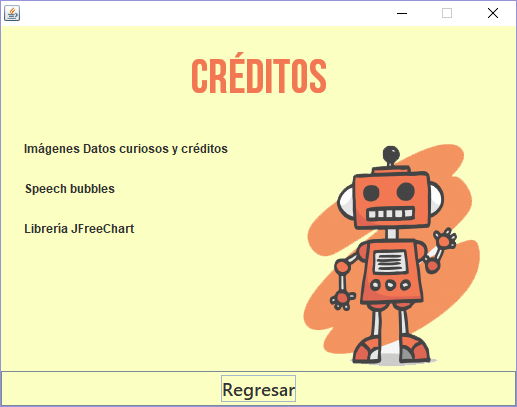 CRÉDITOS
Imágenes Datos curiosos y créditos
Speech bubbles
Librería JFreeChart
Regresar